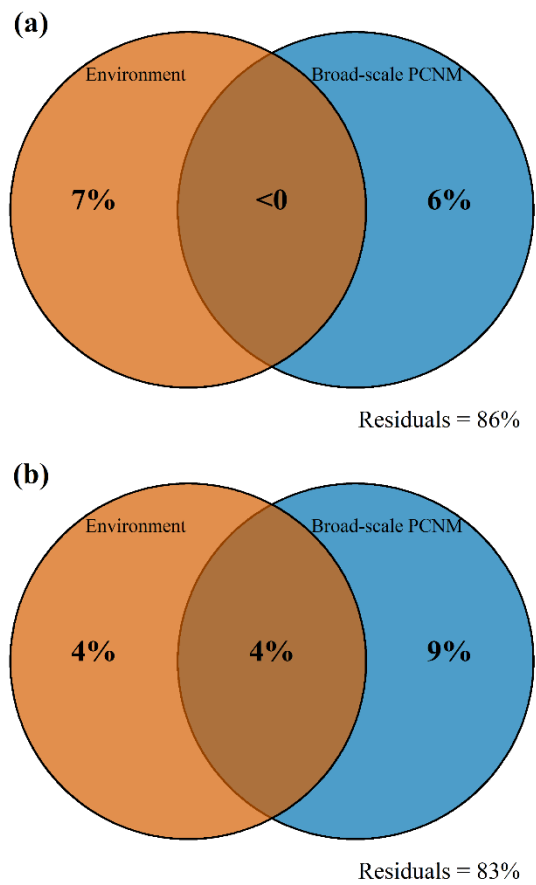 (a)
Environment
Broad-scale PCNM
7%
<0
6%
Residuals = 86%
(b)
Environment
Broad-scale PCNM
4%
4%
9%
Residuals = 83%